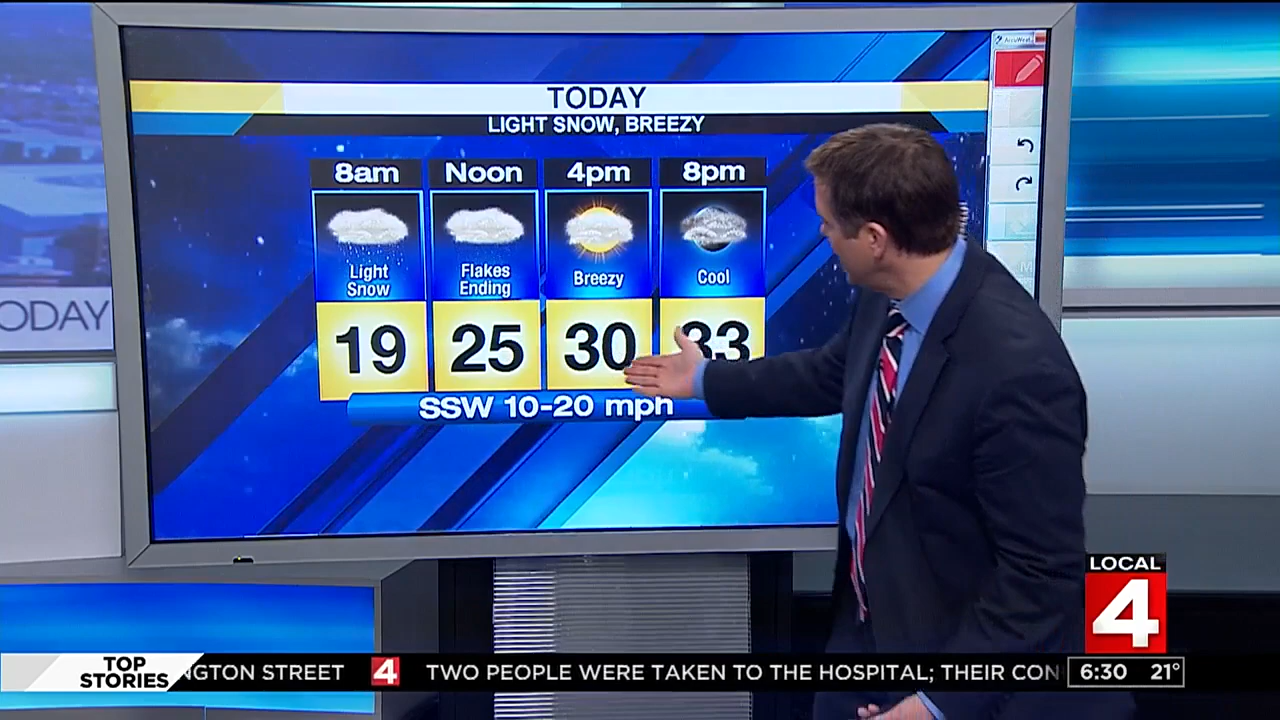 AccuWeat
TODAY
LIGHT SNOW, BREEZY
8am
Noon
4pm
8pm
Light
Snow
Flakes
Ending
Breezy
Cool
19
25
30
33
SSW 10-20 mph
ODAY
LOCAL
4
TOP
STORIES
NGTON STREET 4 TWO PEOPLE WERE TAKEN TO THE HOSPITAL; THEIR CON
6:30 21°